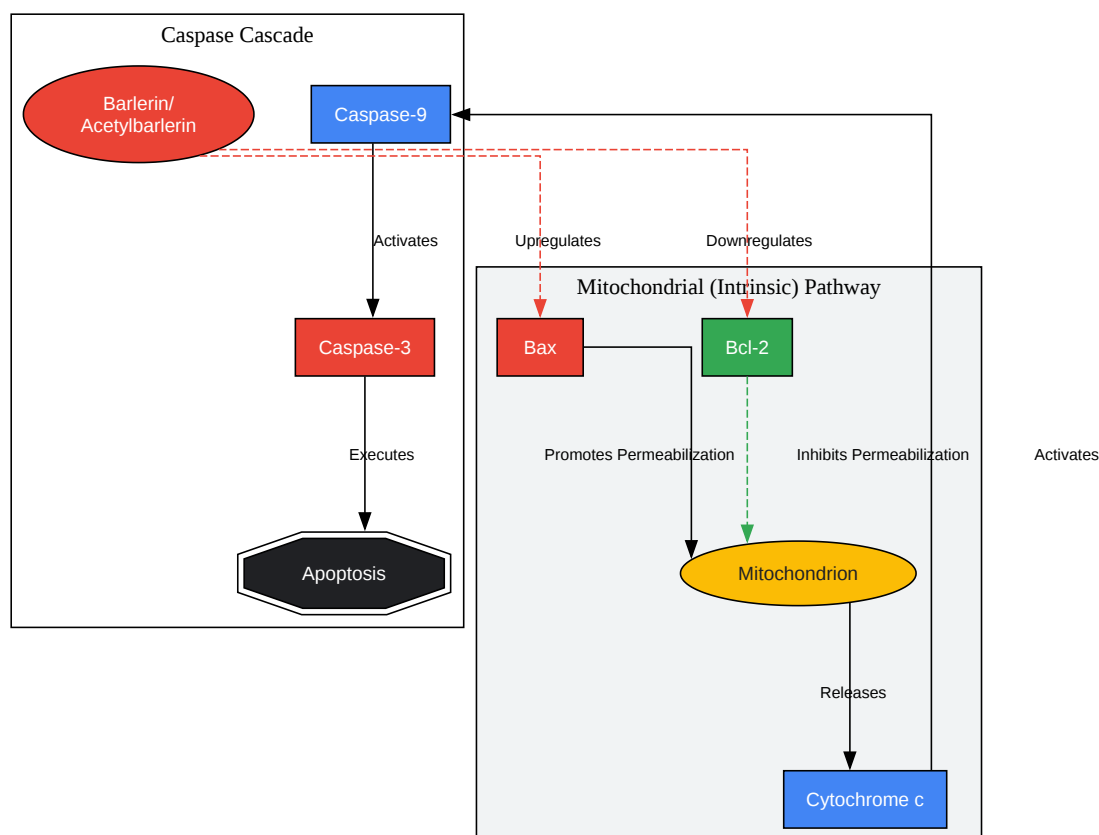 Caspase Cascade
Barlerin/
Acetylbarlerin
Caspase-9
Activates
Upregulates
Downregulates
Mitochondrial (Intrinsic) Pathway
Caspase-3
Bax
Bcl-2
Executes
Promotes Permeabilization
Inhibits Permeabilization
Activates
Apoptosis
Mitochondrion
Releases
Cytochrome c